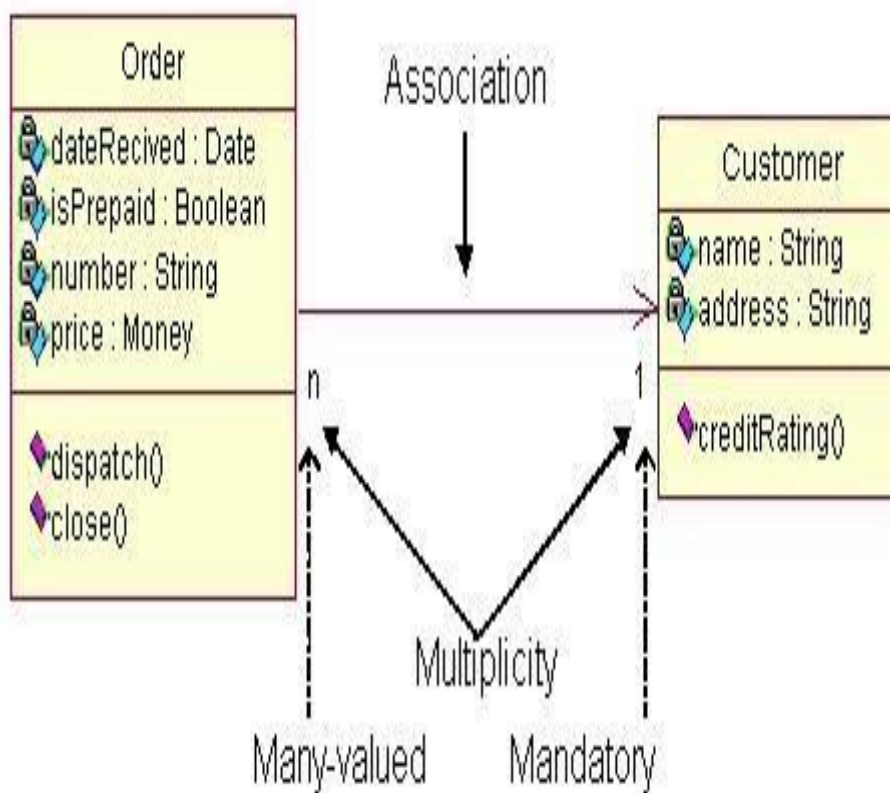 Order
dateRecived : Date
isPrepaid : Boolean
number : String
price : Money
dispatch()
close()
Association
Customer
name : String
address : String
creditRating()
n
1
Multiplicity
Many-valued
Mandatory